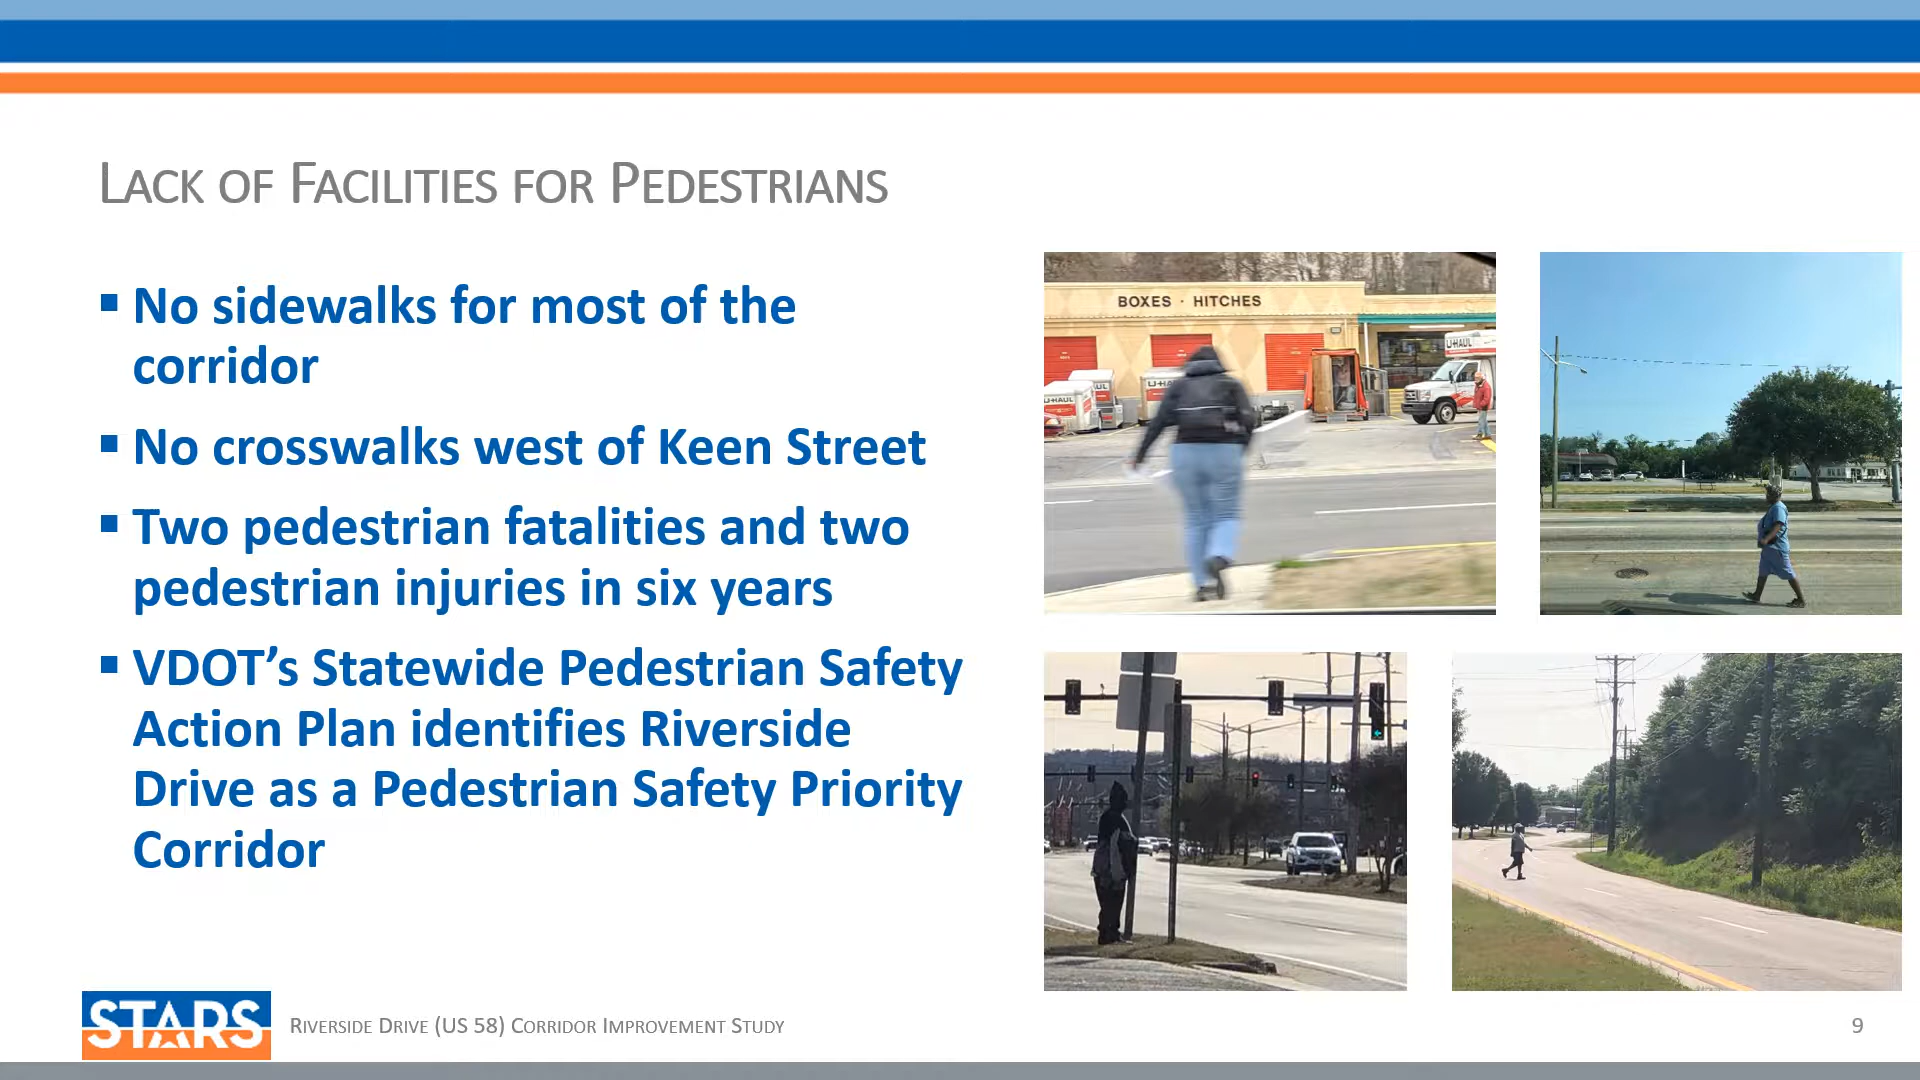 LACK OF FACILITIES FOR PEDESTRIANS
▪ No sidewalks for most of the
corridor
▪ No crosswalks west of Keen Street
▪ Two pedestrian fatalities and two
pedestrian injuries in six years
▪ VDOT’s Statewide Pedestrian Safety
Action Plan identifies Riverside
Drive as a Pedestrian Safety Priority
Corridor
BOXES · HITCHES
U-HAUL
U-HAUL
STARS
RIVERSIDE DRIVE (US 58) CORRIDOR IMPROVEMENT STUDY
9